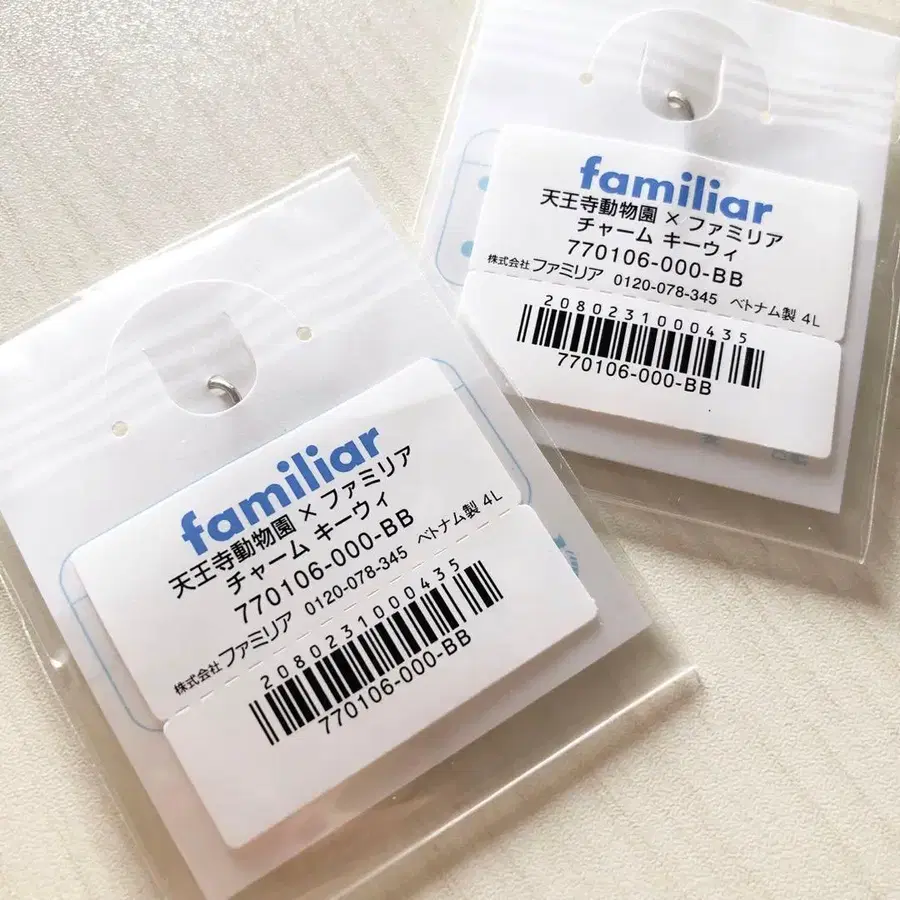 familiar
天王寺動物園 × ファミリア
チャーム キーウィ
770106-000-BB
株式会社 ファミリア 0120-078-345 ベトナム製 4L
2080231000435
770106-000-BB
familiar
天王寺動物園 × ファミリア
チャーム キーウィ
770106-000-BB
株式会社 ファミリア 0120-078-345 ベトナム製 4L
2080231000435
770106-000-BB